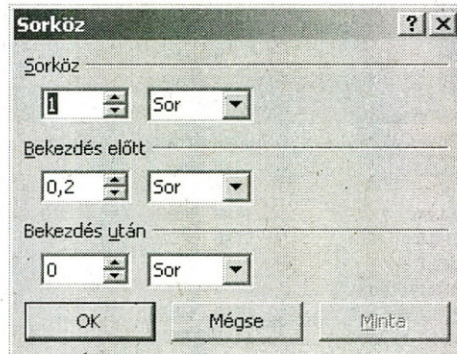 Sorköz
Sorköz
1 Sor
Bekezdés előtt
0,2 Sor
Bekezdés után
0 Sor
OK Mégse Minta